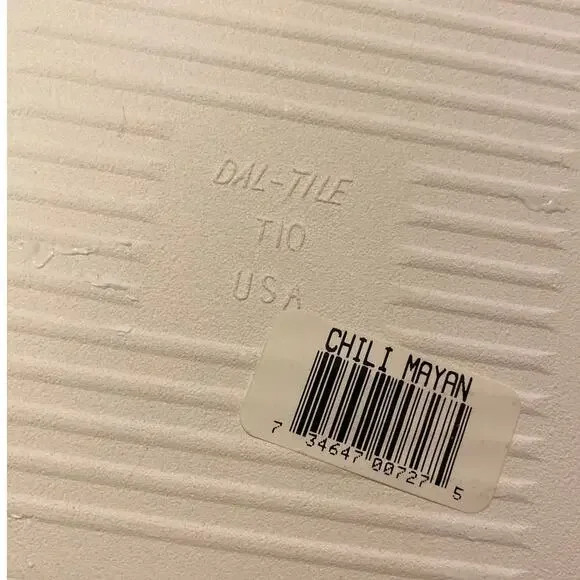 DAL-TILE
T10
USA
CHILI MAYAN
7 34647 00727 5